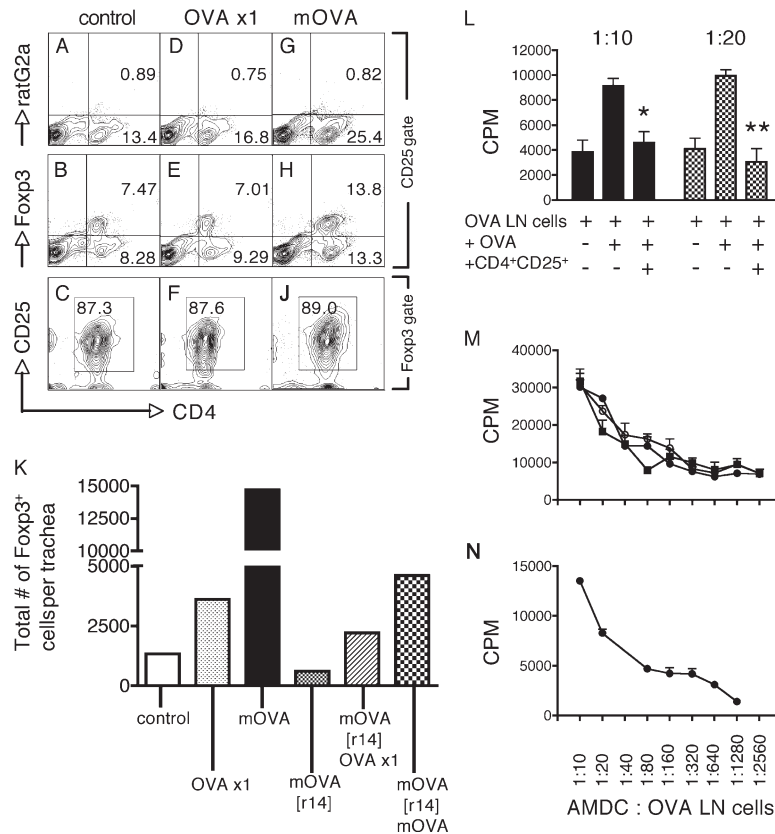 control OVA x1 mOVA
A D G
ratG2a
0.89 0.75 0.82
13.4 16.8 25.4
CD25 gate
B E H
Foxp3
7.47 7.01 13.8
8.28 9.29 13.3
C F J
CD25
87.3 87.6 89.0
Foxp3 gate
CD4
K
Total # of Foxp3+
cellsper trachea
15000
12500
10000
5000
2500
0
control
OVA x1
mOVA
mOVA
[r14]
mOVA
[r14]
OVA x1
mOVA
[r14]
mOVA
L
1:10 1:20
CPM
12000
10000
8000
6000
4000
2000
0
* **
OVA LN cells + + + + + +
+ OVA - + + - + +
+CD4+CD25+ - - + - - +
M
CPM
40000
30000
20000
10000
0
N
CPM
15000
10000
5000
0
1:10
1:20
1:40
1:80
1:160
1:320
1:640
1:1280
1:2560
AMDC : OVA LN cells